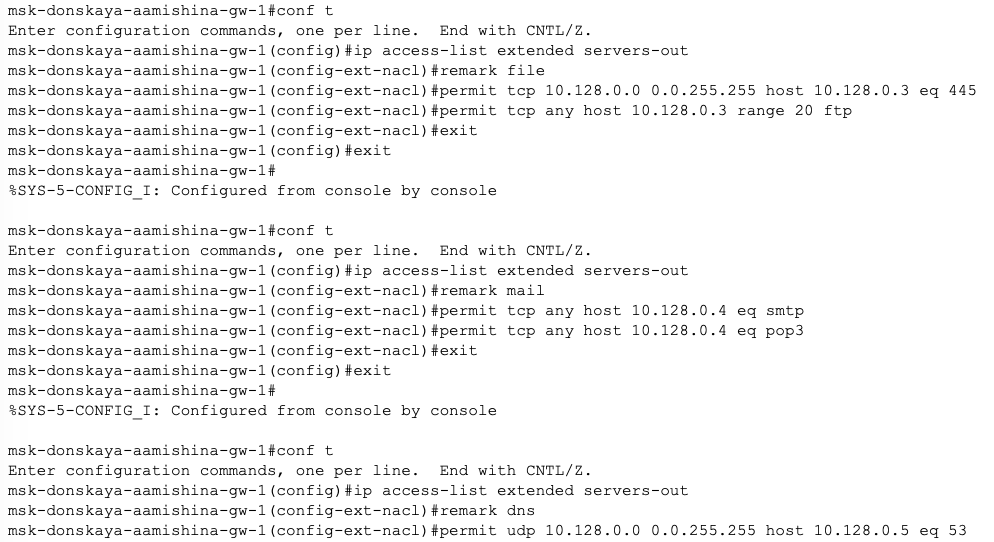 msk-donskaya-aamishina-gw-1#conf t
Enter configuration commands, one per line.  End with CNTL/Z.
msk-donskaya-aamishina-gw-1(config)#ip access-list extended servers-out
msk-donskaya-aamishina-gw-1(config-ext-nacl)#remark file
msk-donskaya-aamishina-gw-1(config-ext-nacl)#permit tcp 10.128.0.0 0.0.255.255 host 10.128.0.3 eq 445
msk-donskaya-aamishina-gw-1(config-ext-nacl)#permit tcp any host 10.128.0.3 range 20 ftp
msk-donskaya-aamishina-gw-1(config-ext-nacl)#exit
msk-donskaya-aamishina-gw-1(config)#exit
msk-donskaya-aamishina-gw-1#
%SYS-5-CONFIG_I: Configured from console by console

msk-donskaya-aamishina-gw-1#conf t
Enter configuration commands, one per line.  End with CNTL/Z.
msk-donskaya-aamishina-gw-1(config)#ip access-list extended servers-out
msk-donskaya-aamishina-gw-1(config-ext-nacl)#remark mail
msk-donskaya-aamishina-gw-1(config-ext-nacl)#permit tcp any host 10.128.0.4 eq smtp
msk-donskaya-aamishina-gw-1(config-ext-nacl)#permit tcp any host 10.128.0.4 eq pop3
msk-donskaya-aamishina-gw-1(config-ext-nacl)#exit
msk-donskaya-aamishina-gw-1(config)#exit
msk-donskaya-aamishina-gw-1#
%SYS-5-CONFIG_I: Configured from console by console

msk-donskaya-aamishina-gw-1#conf t
Enter configuration commands, one per line.  End with CNTL/Z.
msk-donskaya-aamishina-gw-1(config)#ip access-list extended servers-out
msk-donskaya-aamishina-gw-1(config-ext-nacl)#remark dns
msk-donskaya-aamishina-gw-1(config-ext-nacl)#permit udp 10.128.0.0 0.0.255.255 host 10.128.0.5 eq 53